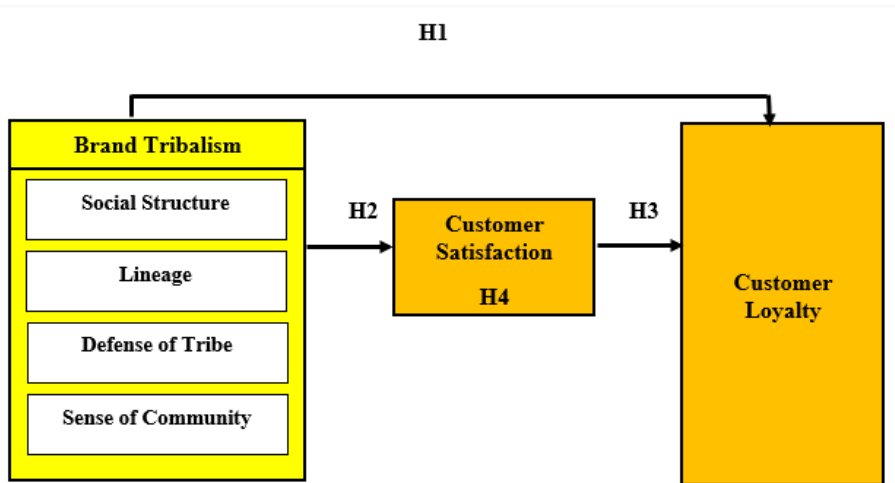 H1
Brand Tribalism
Social Structure
Lineage
Defense of Tribe
Sense of Community
H2
Customer
Satisfaction
H4
H3
Customer
Loyalty